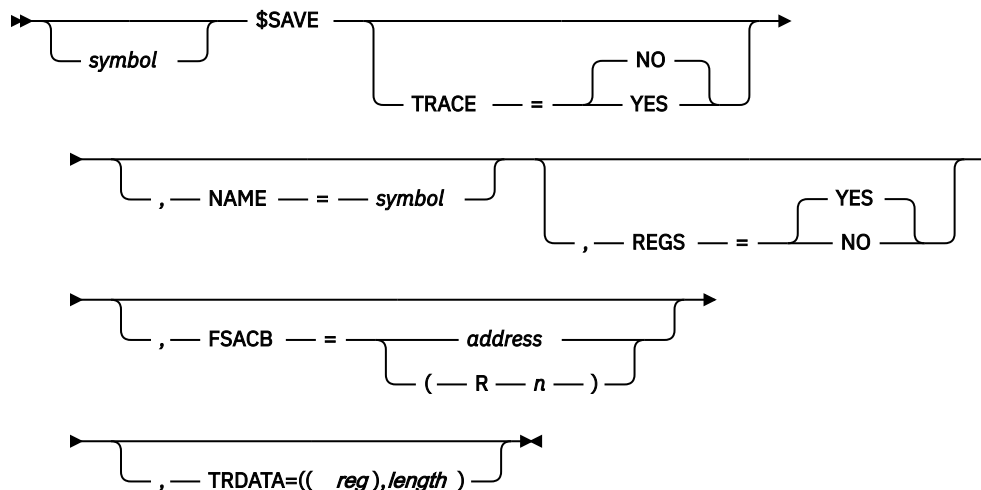 $SAVE
symbol
NO
TRACE = YES
, NAME = symbol
YES
, REGS = NO
, FSACB = address
( R n )
, TRDATA=(( reg ),length )